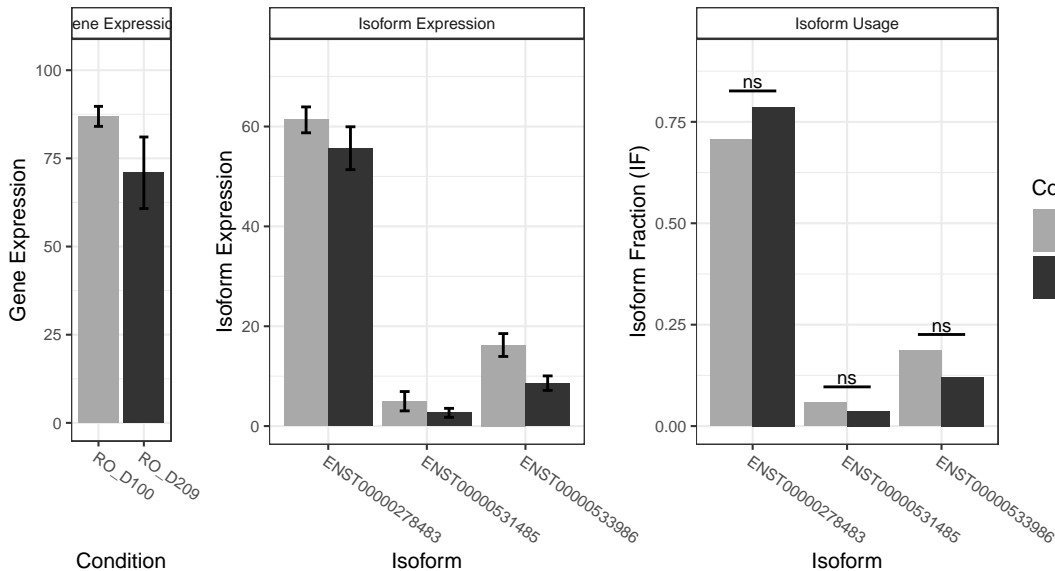 ene Expressic
Isoform Expression
Isoform Usage
Gene Expression
100
75
50
25
0
RO_D100
RO_D209
Condition
Isoform Expression
60
40
20
0
ENST00000278483
ENST00000531485
ENST00000533986
Isoform
Isoform Fraction (IF)
0.75
0.50
0.25
0.00
ns
ns
ns
ENST00000278483
ENST00000531485
ENST00000533986
Isoform
Co